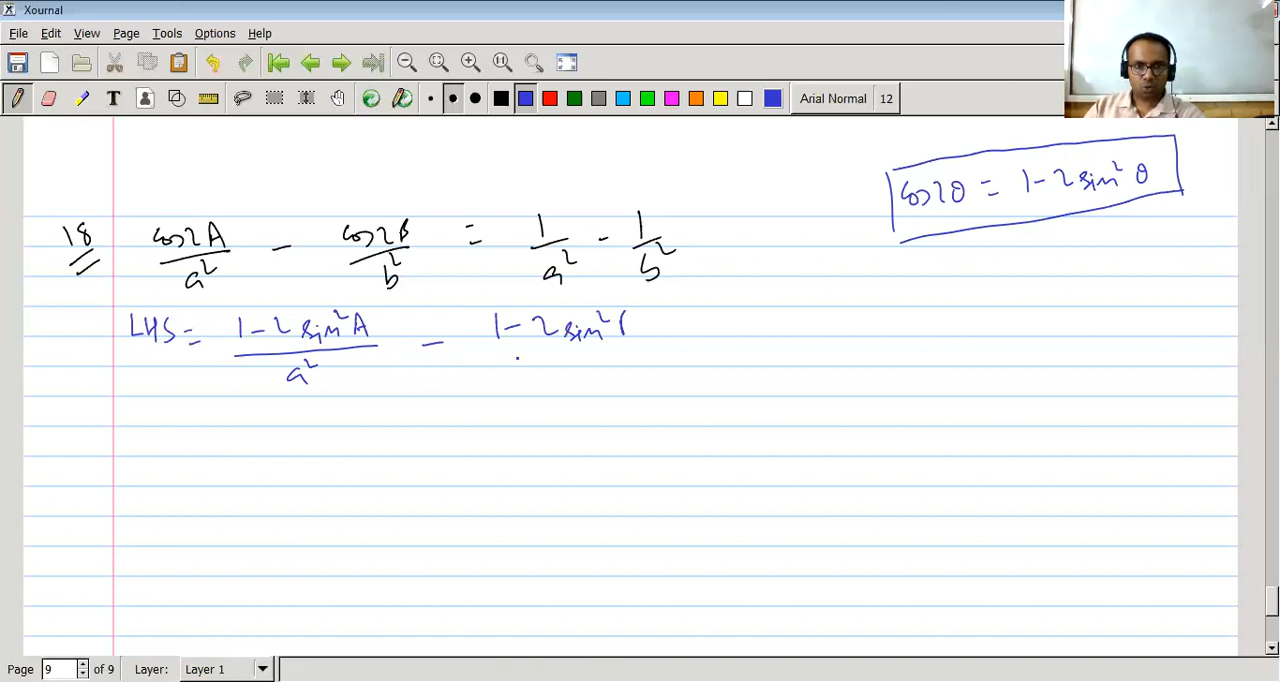 Xournal
File Edit View Page Tools Options Help
Arial Normal 12
cos2θ = 1-2sin²θ
18 cos2A/a² - cos2B/b² = 1/a² - 1/b²
LHS = 1-2sin²A/a² - 1-2sin²
Page 9 of 9 Layer: Layer 1